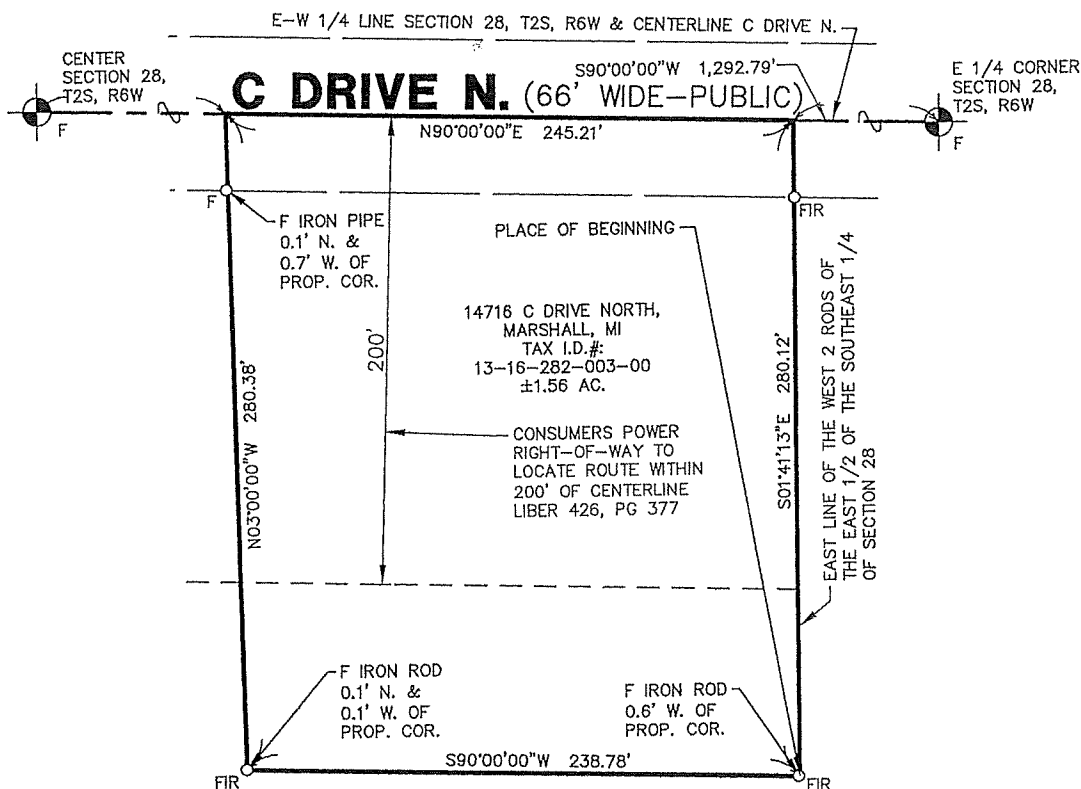 E-W 1/4 LINE SECTION 28, T2S, R6W & CENTERLINE C DRIVE N.
CENTER
SECTION 28,
T2S, R6W
F
C DRIVE N. (66' WIDE-PUBLIC)
S90°00'00"W 1,292.79'
E 1/4 CORNER
SECTION 28,
T2S, R6W
F
N90°00'00"E 245.21'
F
F IRON PIPE
0.1' N. &
0.7' W. OF
PROP. COR.
FIR
PLACE OF BEGINNING
200'
14716 C DRIVE NORTH,
MARSHALL, MI
TAX I.D.#:
13-16-282-003-00
±1.56 AC.
N03°00'00"W 280.38'
S01°41'13"E 280.12'
EAST LINE OF THE WEST 2 RODS OF
THE EAST 1/2 OF THE SOUTHEAST 1/4
OF SECTION 28
CONSUMERS POWER
RIGHT-OF-WAY TO
LOCATE ROUTE WITHIN
200' OF CENTERLINE
LIBER 426, PG 377
F IRON ROD
0.1' N. &
0.1' W. OF
PROP. COR.
F IRON ROD
0.6' W. OF
PROP. COR.
S90°00'00"W 238.78'
FIR
FIR